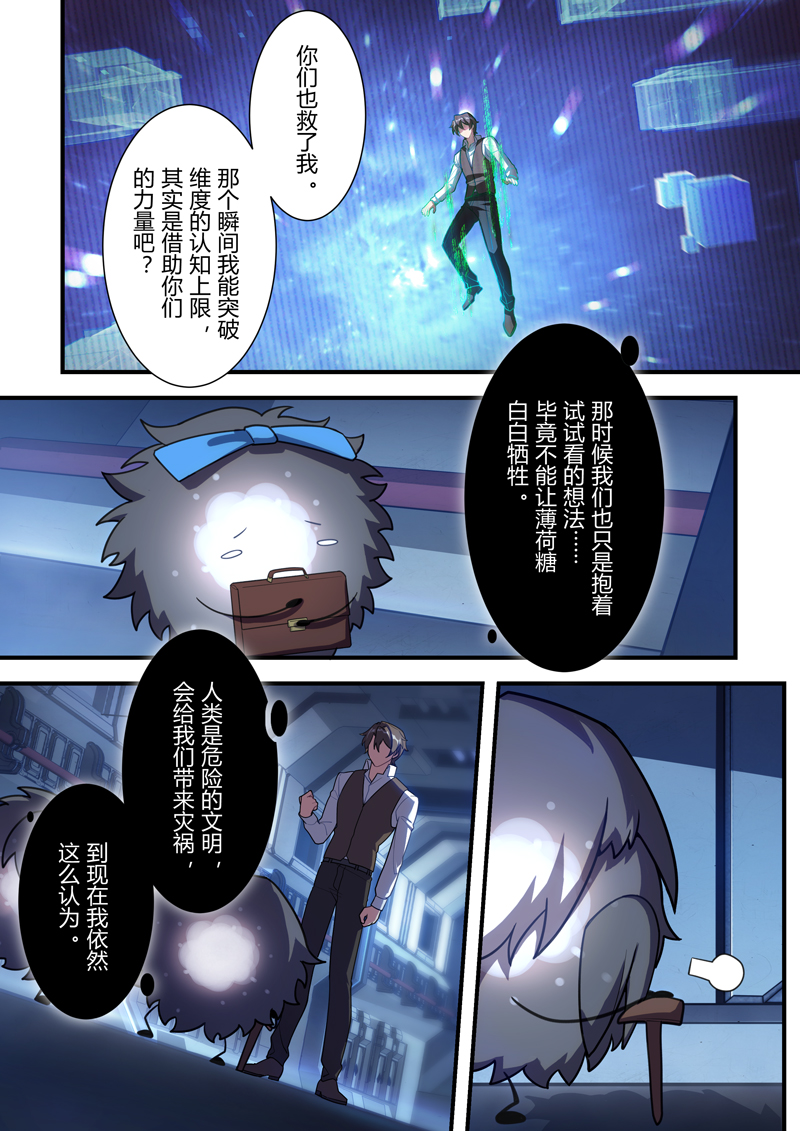 你们也救了我。
那个瞬间我能突破
维度的认知上限，
其实是借助你们
的力量吧？
那时候我们也只是抱着
试试看的想法……
毕竟不能让薄荷糖
白白牺牲。
人类是危险的文明，
会给我们带来灾祸，
到现在我依然
这么认为。